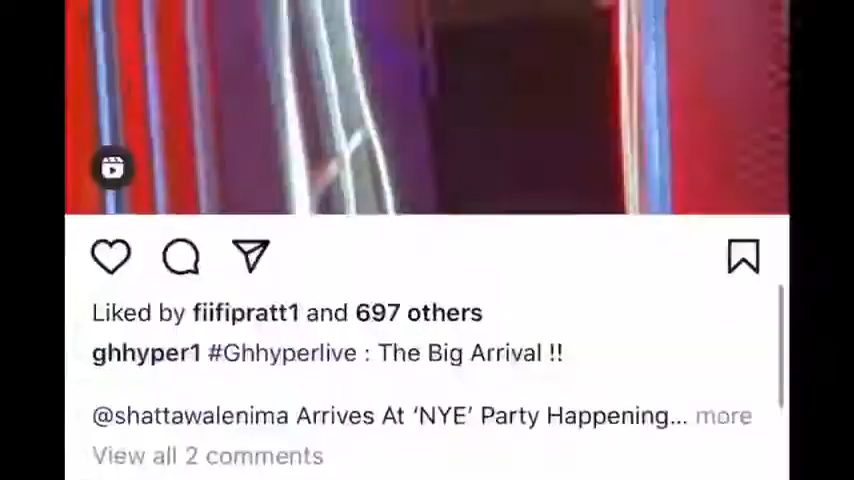 Liked by fiifipratt1 and 697 others
ghhyper1 #Ghhyperlive : The Big Arrival !!
@shattawalenima Arrives At ‘NYE’ Party Happening... more
View all 2 comments